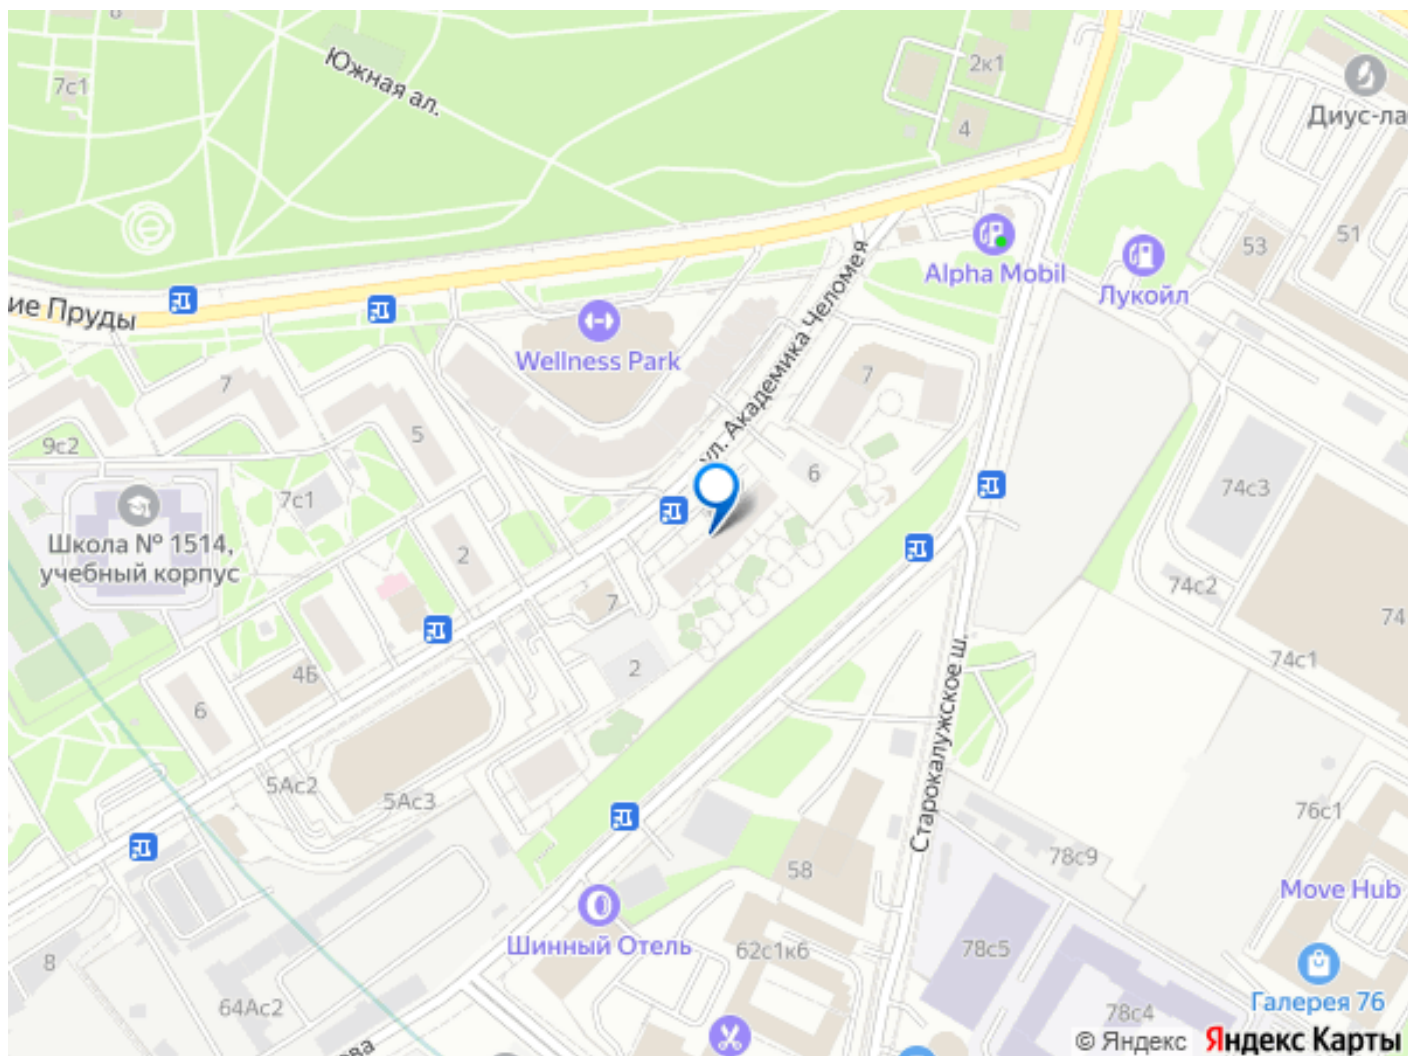 7с1
Южная ал.
2к1
4
Диус-ла
53
51
Alpha Mobil
Лукойл
ие Пруды
Wellness Park
ул. Академика Челомея
7
7
5
9с2
7с1
6
74с3
Школа № 1514,
учебный корпус
2
7
74с2
74
4Б
2
74с1
6
Старокалужское ш.
5Ас2
5Ас3
76с1
58
78с9
Move Hub
Шинный Отель
62с1к6
78с5
8
64Ас2
Галерея 76
78с4
ова
© Яндекс Яндекс Карты